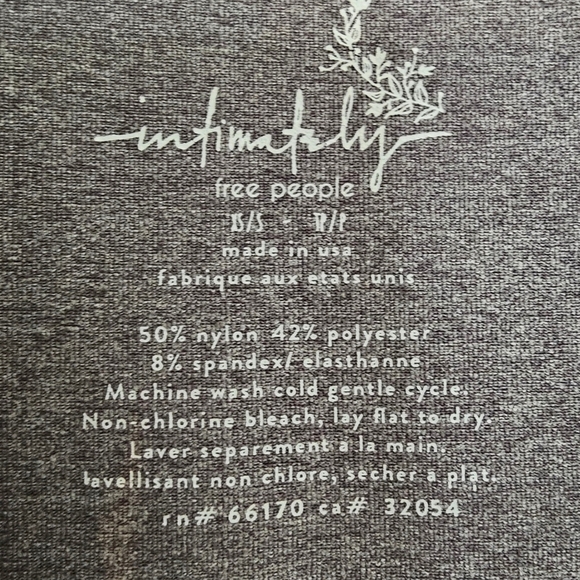 intimately
free people
XS/S - TP/P
made in usa
fabrique aux etats unis
50% nylon 42% polyester
8% spandex/ elasthanne
Machine wash cold gentle cycle.
Non-chlorine bleach, lay flat to dry.
Laver separement a la main,
lavellisant non chlore, secher a plat.
rn# 66170 ca# 32054